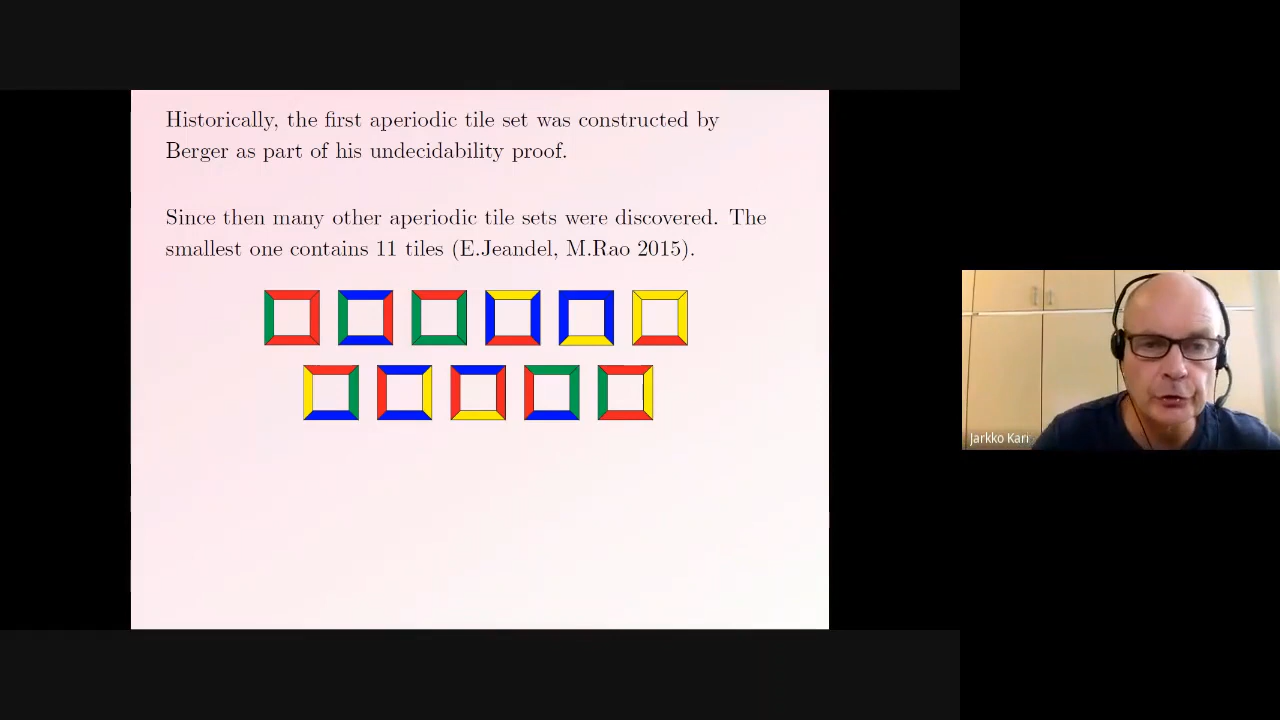 Historically, the first aperiodic tile set was constructed by
Berger as part of his undecidability proof.
Since then many other aperiodic tile sets were discovered. The
smallest one contains 11 tiles (E.Jeandel, M.Rao 2015).
Jarkko Kari